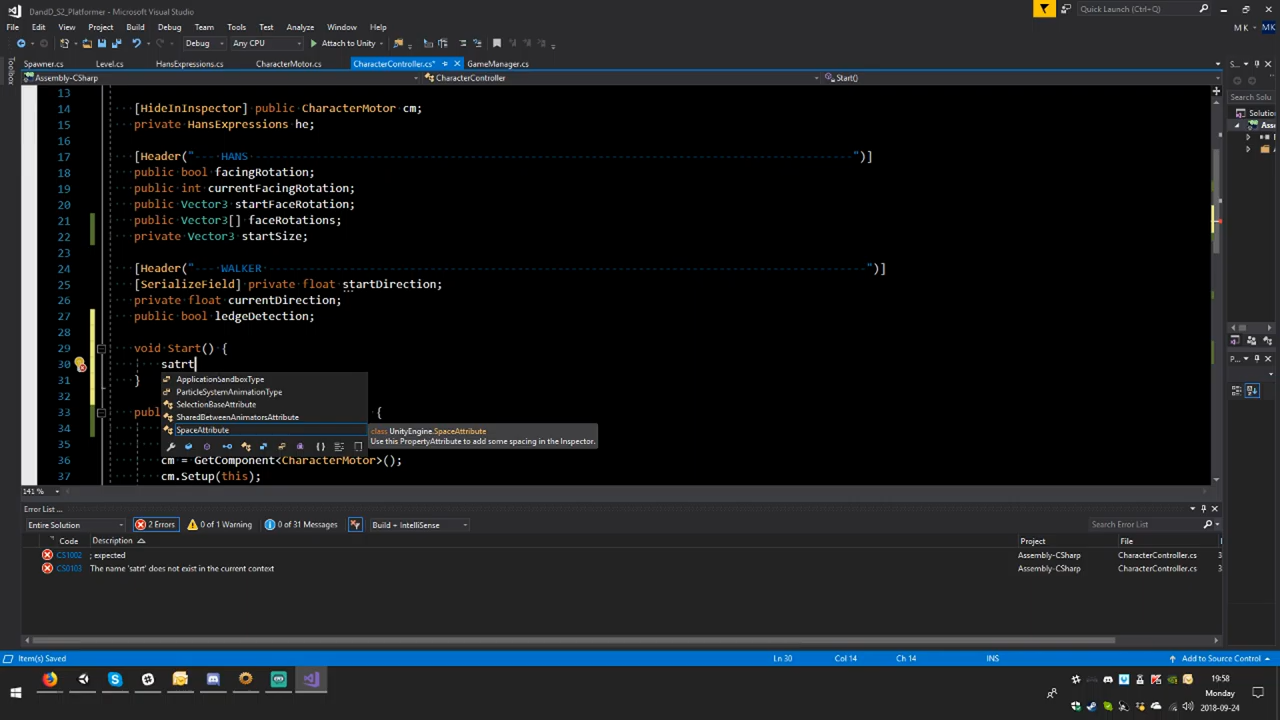 DandD_S2_Platformer - Microsoft Visual Studio
Quick Launch (Ctrl+Q)
File Edit View Project Build Debug Team Tools Test Analyze Window Help
M K MK
Debug Any CPU Attach to Unity
Toolbox
Spawner.cs Level.cs HansExpressions.cs CharacterMotor.cs CharacterController.cs* GameManager.cs
Assembly-CSharp CharacterController Start()
13
14 [HideInInspector] public CharacterMotor cm;
15 private HansExpressions he;
16
17 [Header("    HANS ")]
18 public bool facingRotation;
19 public int currentFacingRotation;
20 public Vector3 startFaceRotation;
21 public Vector3[] faceRotations;
22 private Vector3 startSize;
23
24 [Header("    WALKER ")]
25 [SerializeField] private float startDirection;
26 private float currentDirection;
27 public bool ledgeDetection;
28
29 void Start() {
30 satrt
31 }
32
33 pub {
34
35
36 cm = GetComponent<CharacterMotor>();
37 cm.Setup(this);
ApplicationSandboxType
ParticleSystemAnimationType
SelectionBaseAttribute
SharedBetweenAnimatorsAttribute
SpaceAttribute
class UnityEngine.SpaceAttribute
Use this PropertyAttribute to add some spacing in the Inspector.
141 %
Search Solu
Solution
Asse
Error List ...
Entire Solution 2 Errors 0 of 1 Warning 0 of 31 Messages Build + IntelliSense Search Error List
Code Description Project File
CS1002 ; expected Assembly-CSharp CharacterController.cs 3
CS0103 The name 'satrt' does not exist in the current context Assembly-CSharp CharacterController.cs 3
Item(s) Saved Ln 30 Col 14 Ch 14 INS Add to Source Control
19:58
Monday
2018-09-24